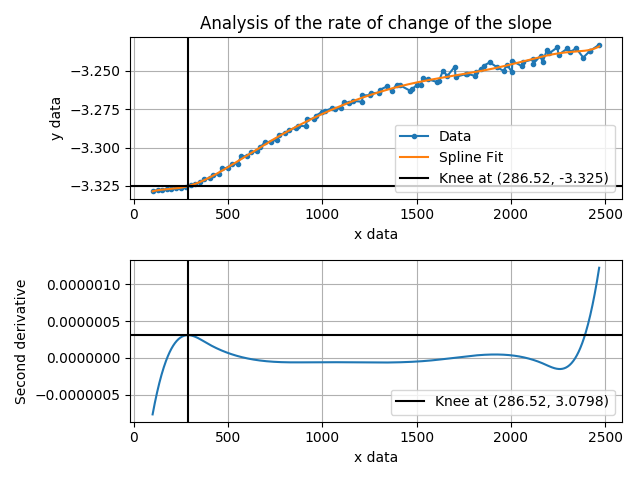 Analysis of the rate of change of the slope
y data
−3.250
−3.275
−3.300
−3.325
Data
Spline Fit
Knee at (286.52, -3.325)
0 500 1000 1500 2000 2500
x data
Second derivative
0.0000010
0.0000005
0.0000000
−0.0000005
Knee at (286.52, 3.0798)
0 500 1000 1500 2000 2500
x data